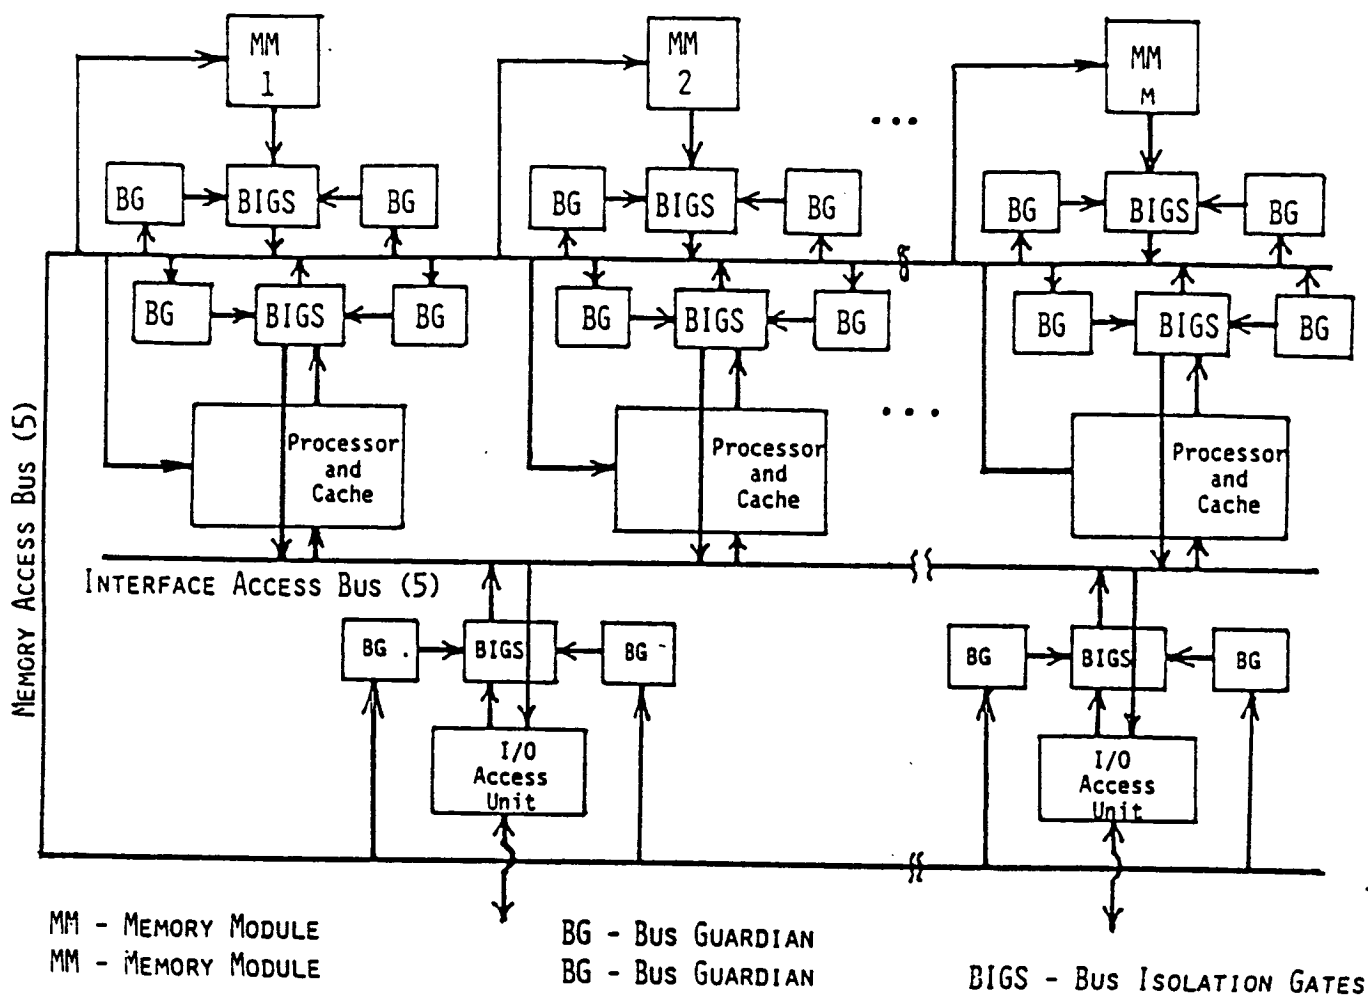 MM
1
MM
2
MM
M
...
BG
BIGS
BG
BG
BIGS
BG
BG
BIGS
BG
BG
BIGS
BG
BG
BIGS
BG
BG
BIGS
BG
...
Processor
and
Cache
Processor
and
Cache
Processor
and
Cache
MEMORY ACCESS BUS (5)
INTERFACE ACCESS BUS (5)
BG
BIGS
BG
BG
BIGS
BG
I/O
Access
Unit
I/O
Access
Unit
MM - MEMORY MODULE
MM - MEMORY MODULE
BG - BUS GUARDIAN
BG - BUS GUARDIAN
BIGS - BUS ISOLATION GATES